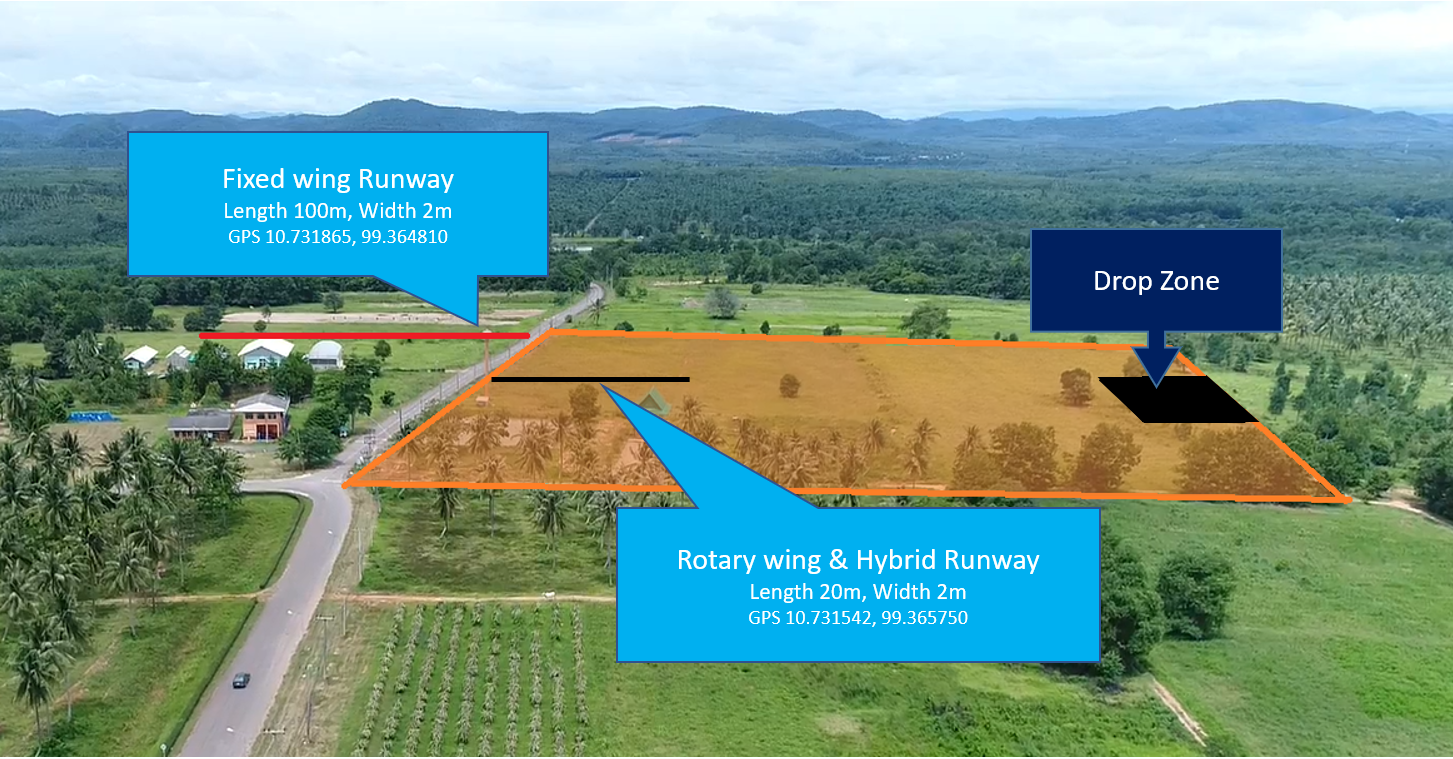 Fixed wing Runway
Length 100m, Width 2m
GPS 10.731865, 99.364810
Drop Zone
Rotary wing & Hybrid Runway
Length 20m, Width 2m
GPS 10.731542, 99.365750